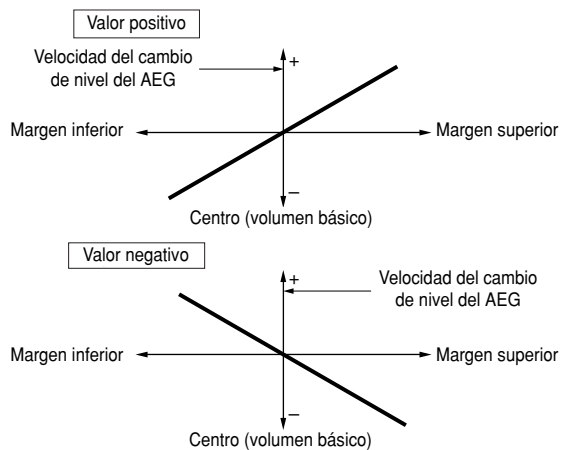 Valor positivo
Velocidad del cambio
de nivel del AEG
+
Margen inferior
Margen superior
–
Centro (volumen básico)
Valor negativo
+
Velocidad del cambio
de nivel del AEG
Margen inferior
Margen superior
–
Centro (volumen básico)